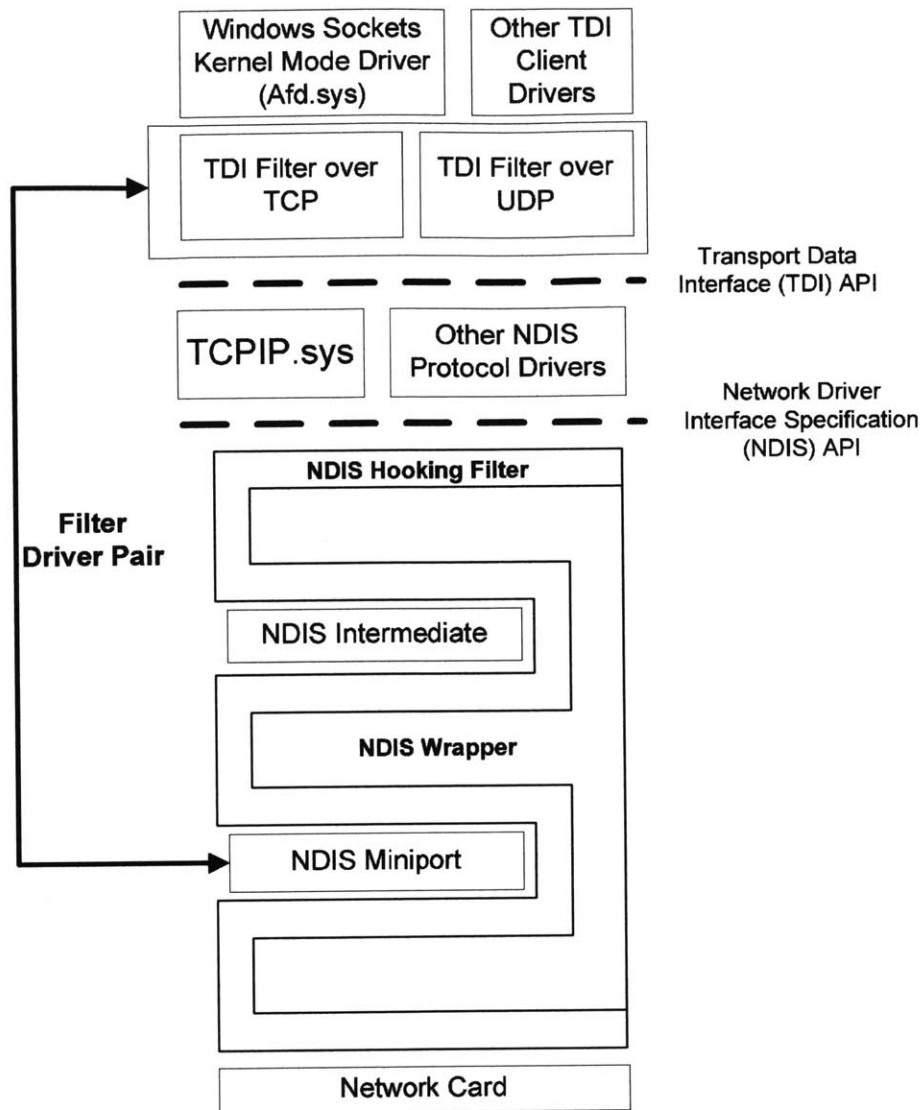 Windows Sockets
Kernel Mode Driver
(Afd.sys)
Other TDI
Client
Drivers
TDI Filter over
TCP
TDI Filter over
UDP
Transport Data
Interface (TDI) API
TCPIP.sys
Other NDIS
Protocol Drivers
Network Driver
Interface Specification
(NDIS) API
NDIS Hooking Filter
Filter
Driver Pair
NDIS Intermediate
NDIS Wrapper
NDIS Miniport
Network Card